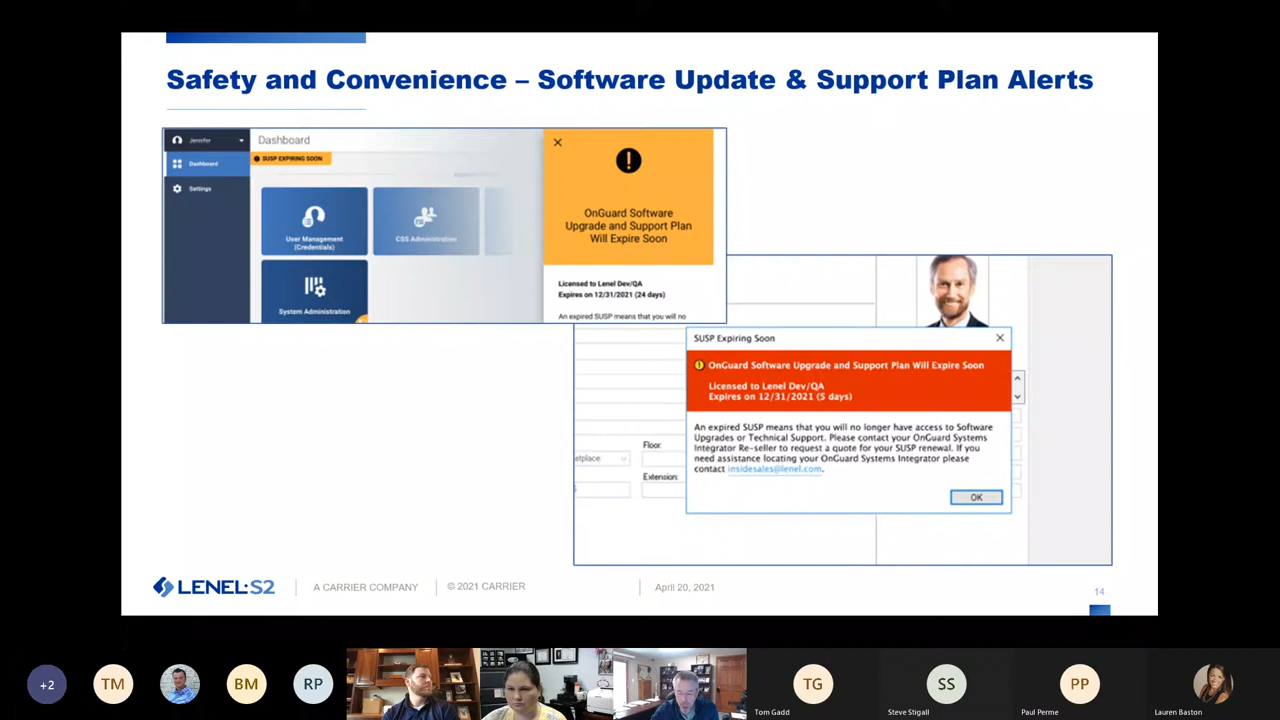 Safety and Convenience – Software Update & Support Plan Alerts
Jennifer
Dashboard
SUSP EXPIRING SOON
Dashboard
Settings
User Management
(Credentials)
CSS Administration
System Administration
OnGuard Software
Upgrade and Support Plan
Will Expire Soon
Licensed to Lenel Dev/QA
Expires on 12/31/2021 (24 days)
An expired SUSP means that you will no
SUSP Expiring Soon
OnGuard Software Upgrade and Support Plan Will Expire Soon
Licensed to Lenel Dev/QA
Expires on 12/31/2021 (5 days)
An expired SUSP means that you will no longer have access to Software
Upgrades or Technical Support. Please contact your OnGuard Systems
Integrator Re-seller to request a quote for your SUSP renewal. If you
need assistance locating your OnGuard Systems Integrator please
contact insidesales@lenel.com.
OK
Floor:
etplace
Extension:
LENEL·S2
A CARRIER COMPANY
© 2021 CARRIER
April 20, 2021
14
+2
TM
BM
RP
TG
SS
PP
Tom Gadd
Steve Stigall
Paul Perme
Lauren Baston